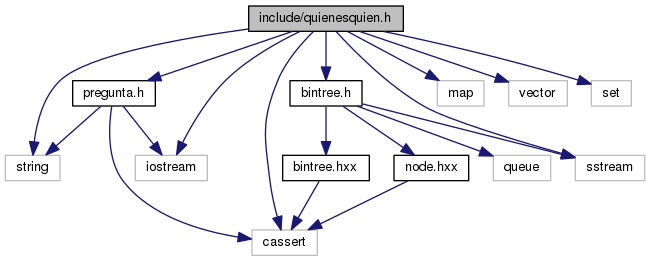 include/quienesquien.h
pregunta.h
bintree.h
map
vector
set
string
iostream
bintree.hxx
node.hxx
queue
sstream
cassert